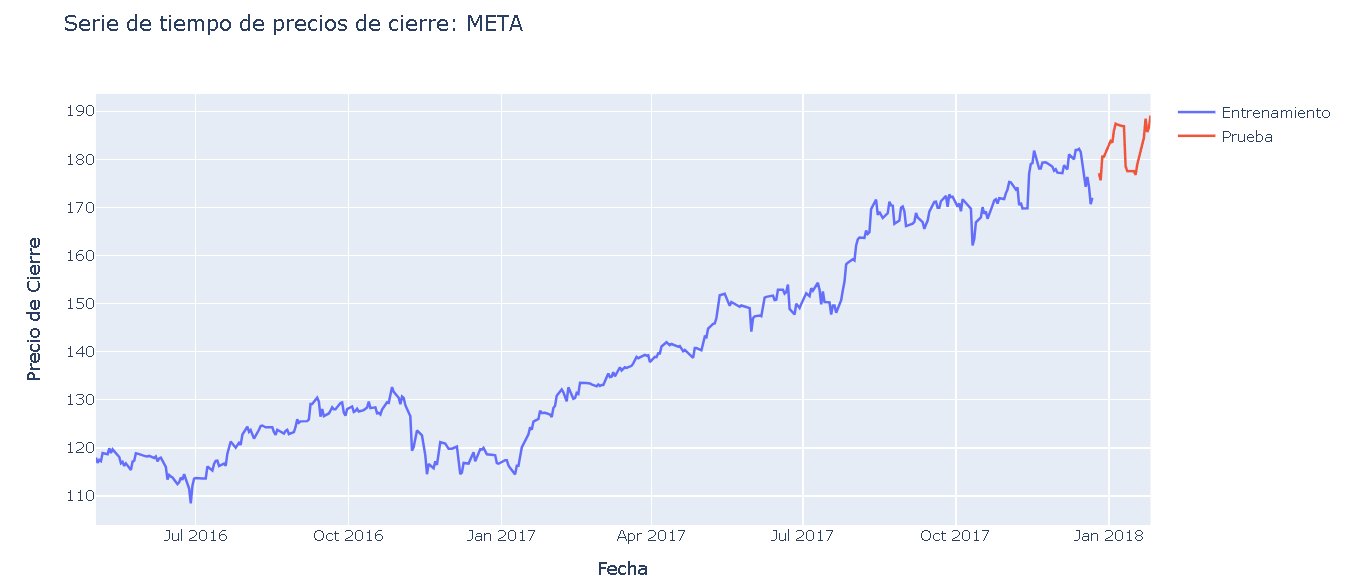 Serie de tiempo de precios de cierre: META
Entrenamiento
Prueba
190
180
170
160
150
140
130
120
110
Precio de Cierre
Jul 2016
Oct 2016
Jan 2017
Apr 2017
Jul 2017
Oct 2017
Jan 2018
Fecha